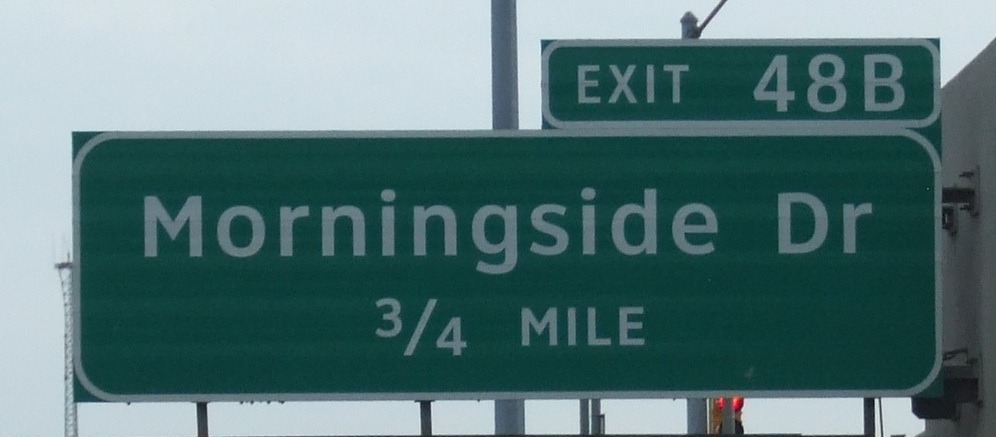 EXIT 48B
Morningside Dr
3/4 MILE